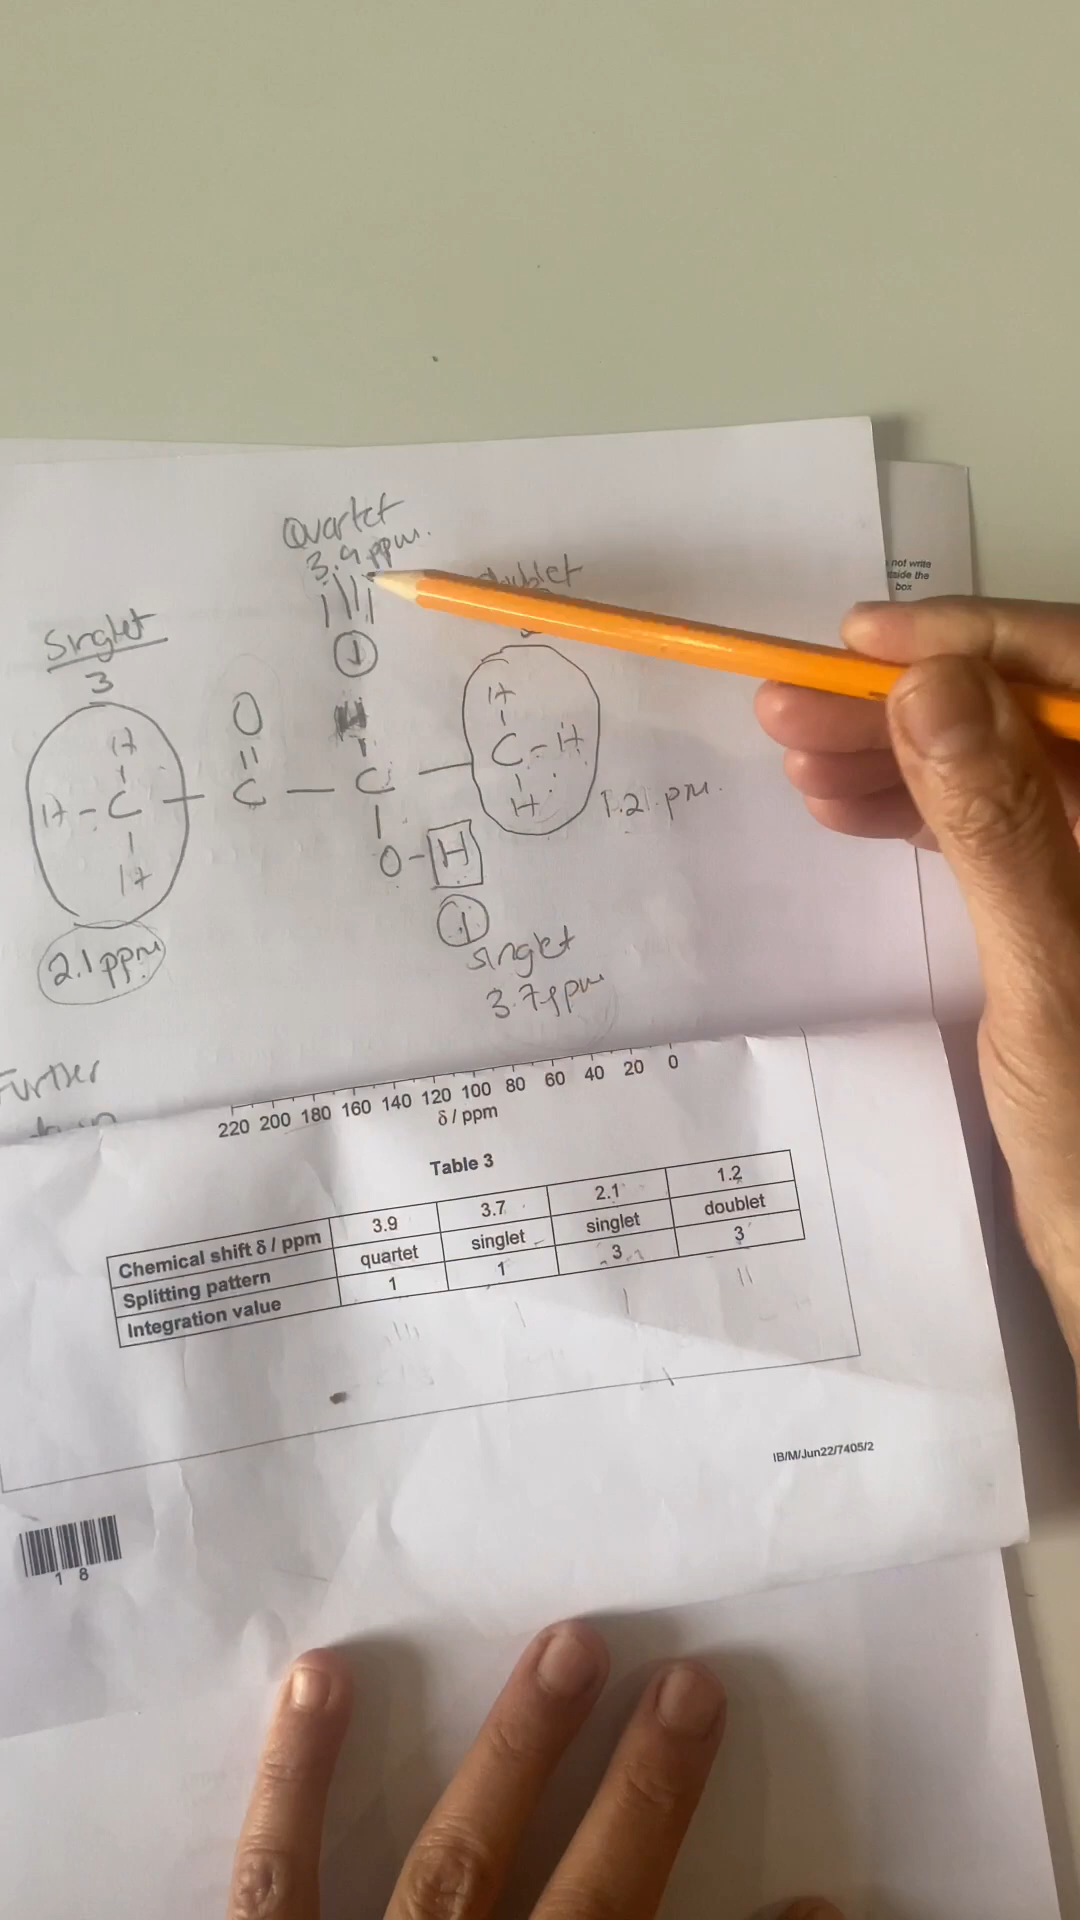 not write
side the
box
Quartet
3.9 ppm.
doublet
Singlet
3
1
H
O
H
H
H - C - C - C - C - H
H
H
O - H
1.2 ppm.
1
2.1 ppm
singlet
3.7 ppm
Further
220 200 180 160 140 120 100 80 60 40 20 0
δ / ppm
Table 3
Chemical shift δ / ppm 3.9 3.7 2.1 1.2
Splitting pattern quartet singlet singlet doublet
Integration value 1 1 3 3
IB/M/Jun22/7405/2
1 8